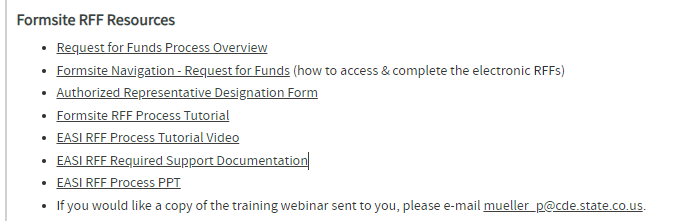 Formsite RFF Resources
Request for Funds Process Overview
Formsite Navigation - Request for Funds (how to access & complete the electronic RFFs)
Authorized Representative Designation Form
Formsite RFF Process Tutorial
EASI RFF Process Tutorial Video
EASI RFF Required Support Documentation
EASI RFF Process PPT
If you would like a copy of the training webinar sent to you, please e-mail mueller_p@cde.state.co.us.